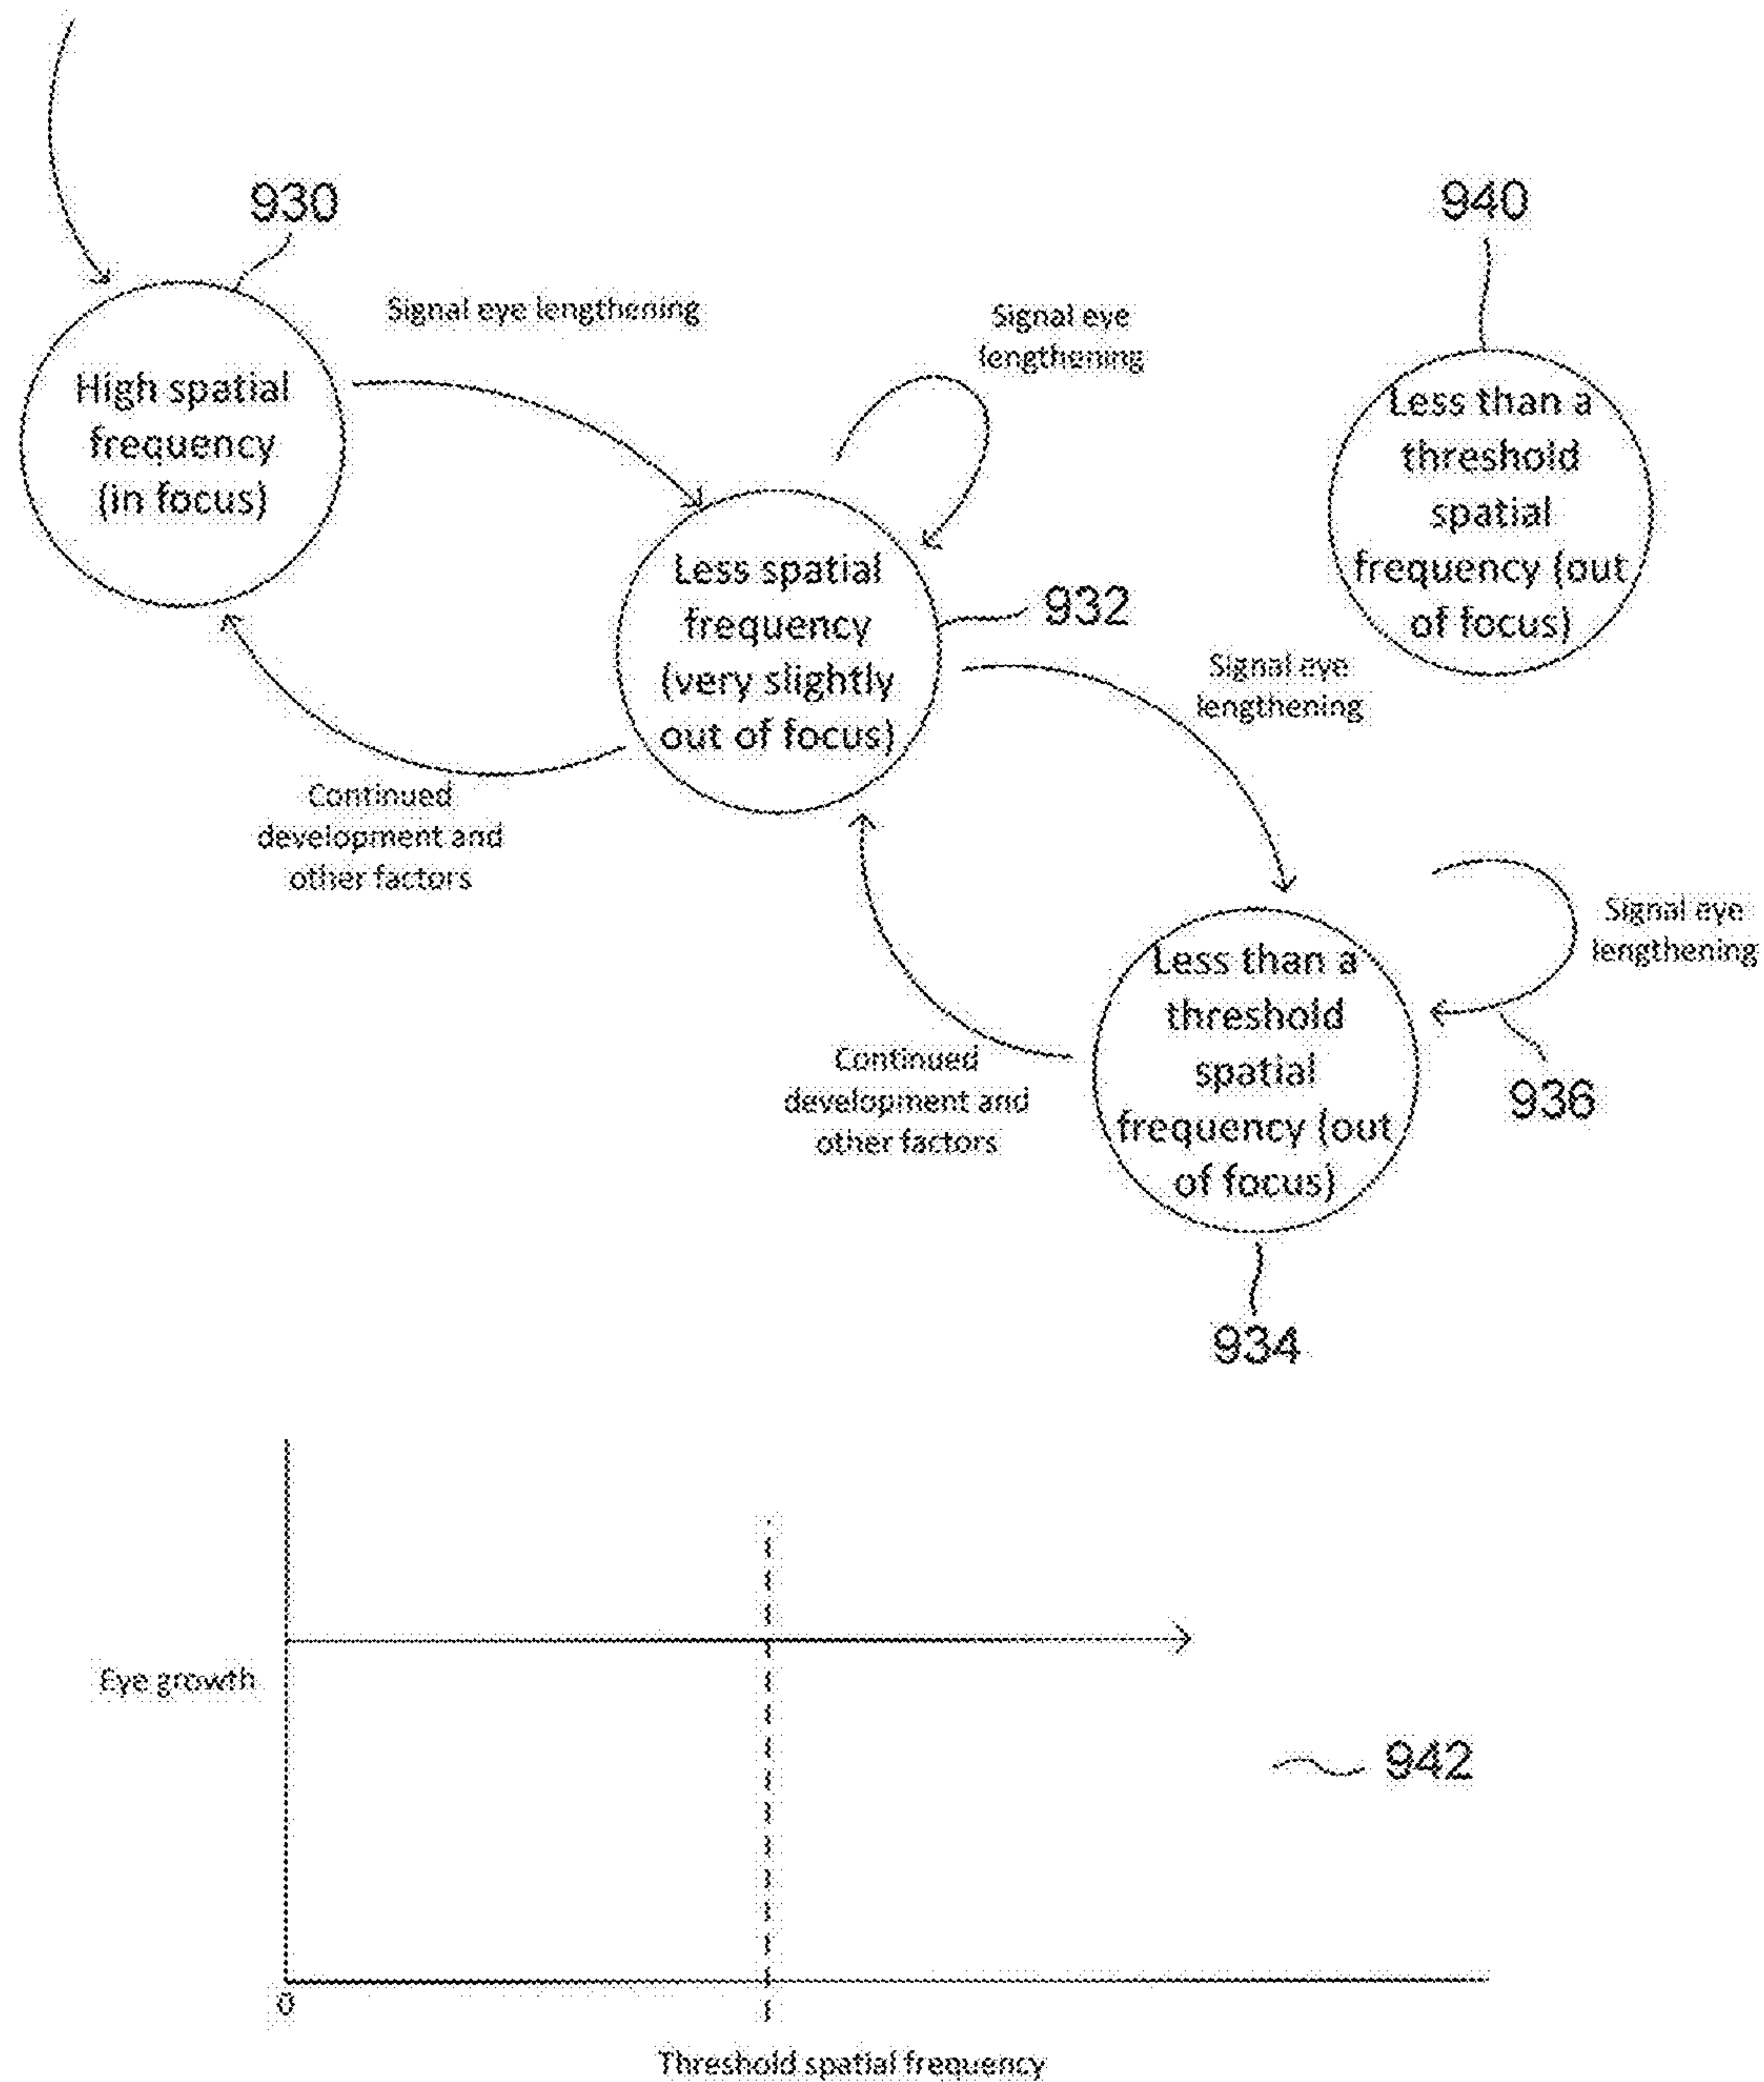 930
940
Signal eye lengthening
Signal eye
lengthening
High spatial
frequency
(in focus)
Less than a
threshold
spatial
frequency (out
of focus)
Less spatial
frequency
(very slightly
out of focus)
932
Signal eye
lengthening
Continued
development and
other factors
Signal eye
lengthening
Less than a
threshold
spatial
frequency (out
of focus)
Continued
development and
other factors
936
934
Eye growth
942
0
Threshold spatial frequency